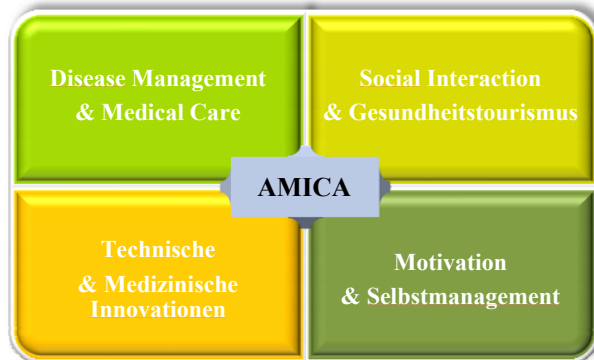 Disease Management
& Medical Care
Social Interaction
& Gesundheitstourismus
AMICA
Technische
& Medizinische
Innovationen
Motivation
& Selbstmanagement